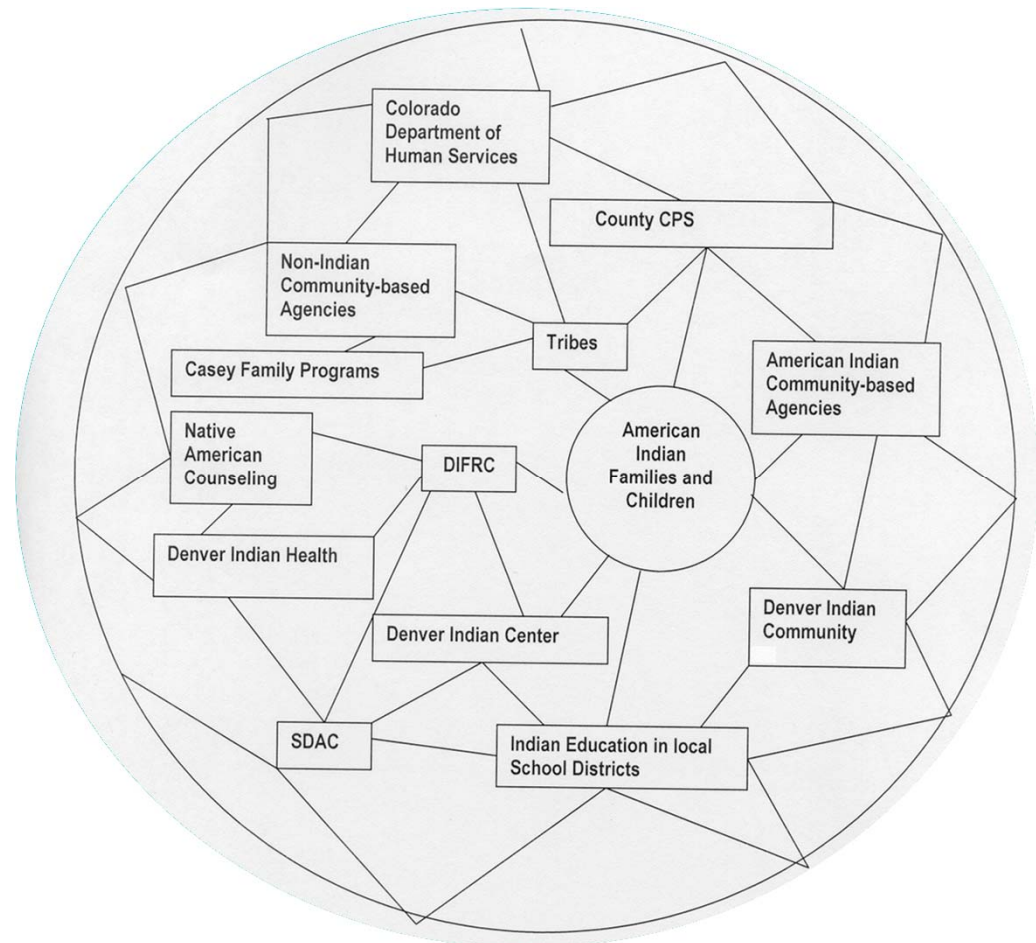 Colorado
Department of
Human Services
County CPS
Non-Indian
Community-based
Agencies
Tribes
Casey Family Programs
American Indian
Community-based
Agencies
Native
American
Counseling
DIFRC
American
Indian
Families and
Children
Denver Indian Health
Denver Indian Center
Denver Indian
Community
SDAC
Indian Education in local
School Districts